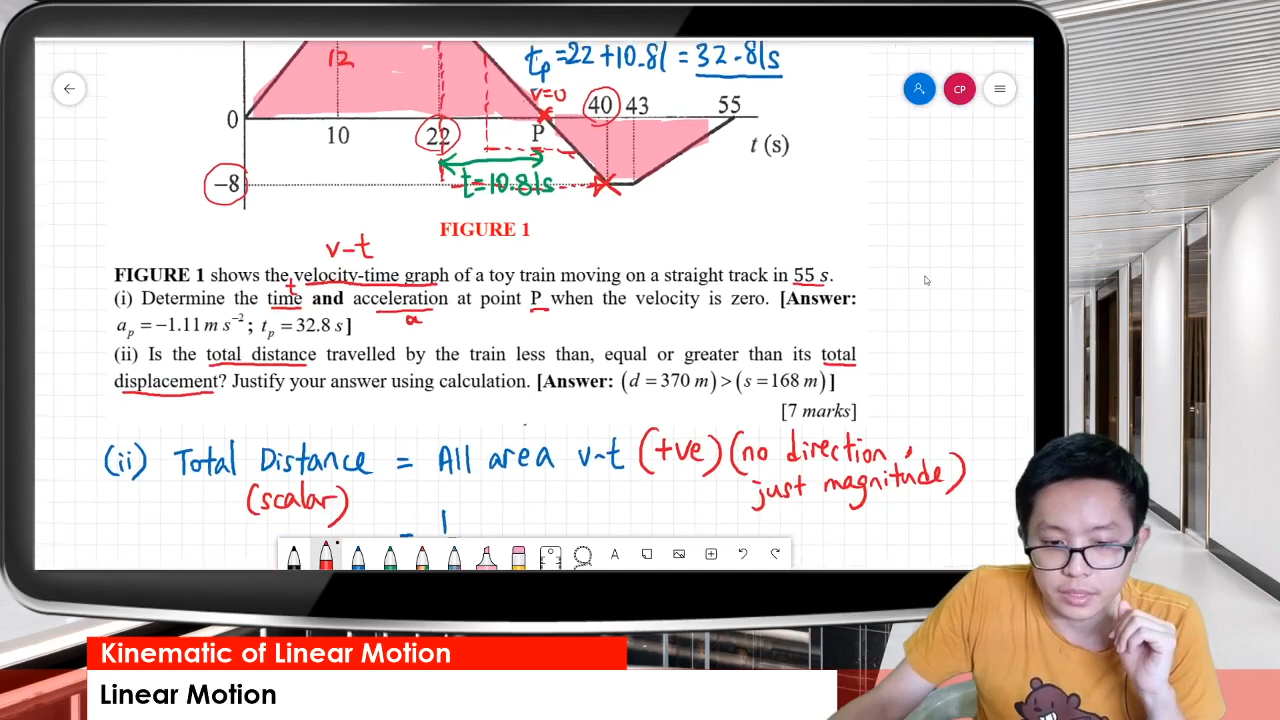 12
tp = 22 + 10.81 = 32.81s
v=0
0
10
22
P
40
43
55
t (s)
−8
t=10.81s
FIGURE 1
v-t
FIGURE 1 shows the velocity-time graph of a toy train moving on a straight track in 55 s.
t
(i) Determine the time and acceleration at point P when the velocity is zero. [Answer:
a
a_p = −1.11 m s⁻² ; t_p = 32.8 s]
(ii) Is the total distance travelled by the train less than, equal or greater than its total
displacement? Justify your answer using calculation. [Answer: (d = 370 m) > (s = 168 m)]
[7 marks]
(ii) Total Distance = All area v-t (+ve) (no direction,
(scalar)
just magnitude)
=
CP
A
Kinematic of Linear Motion
Linear Motion